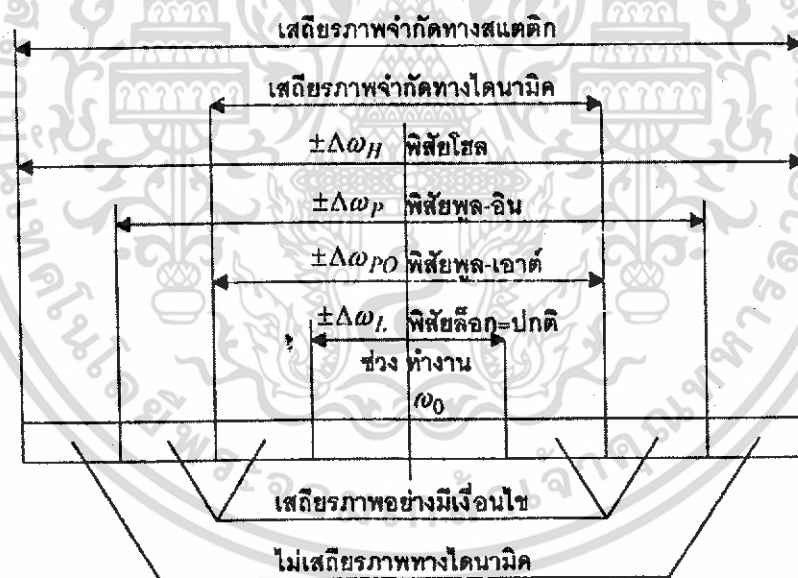 เสถียรภาพจำกัดทางสแตติก
เสถียรภาพจำกัดทางไดนามิค
±Δω_H พิสัยโฮล
±Δω_P พิสัยพูล-อิน
±Δω_PO พิสัยพูล-เอาต์
±Δω_L พิสัยล็อก=ปกติ
ช่วง ทำงาน
ω_0
เสถียรภาพอย่างมีเงื่อนไข
ไม่เสถียรภาพทางไดนามิค